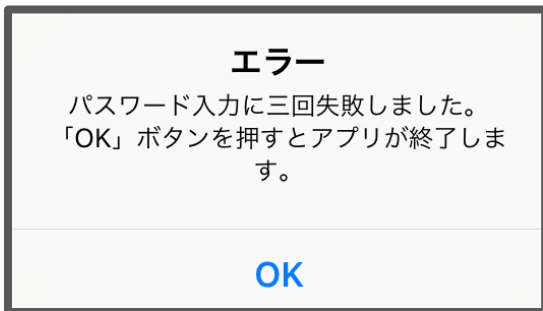 エラー
パスワード入力に三回失敗しました。
「OK」ボタンを押すとアプリが終了しま
す。
OK